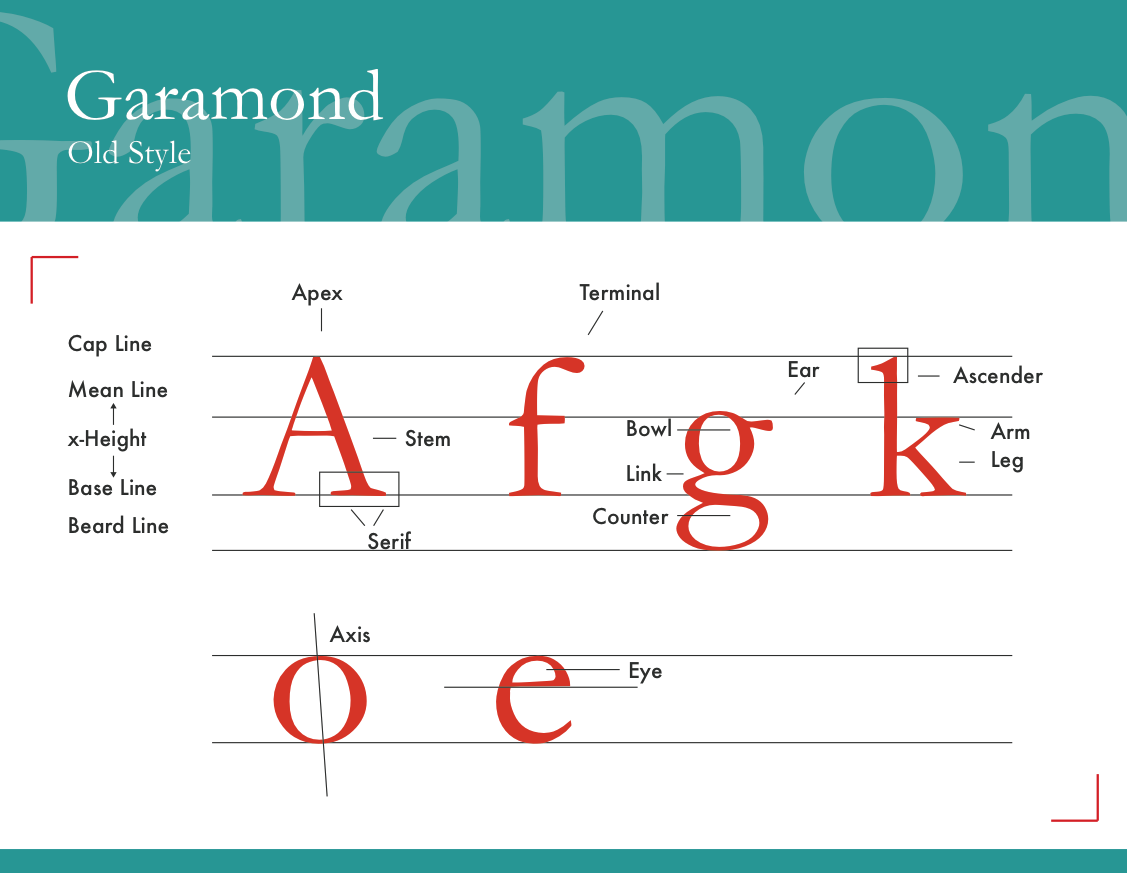 Garamond
Old Style
Garamon
Apex
Terminal
Cap Line
Mean Line
x-Height
Base Line
Beard Line
A f g k
Stem
Serif
Ear
Bowl
Link
Counter
Ascender
Arm
Leg
o e
Axis
Eye